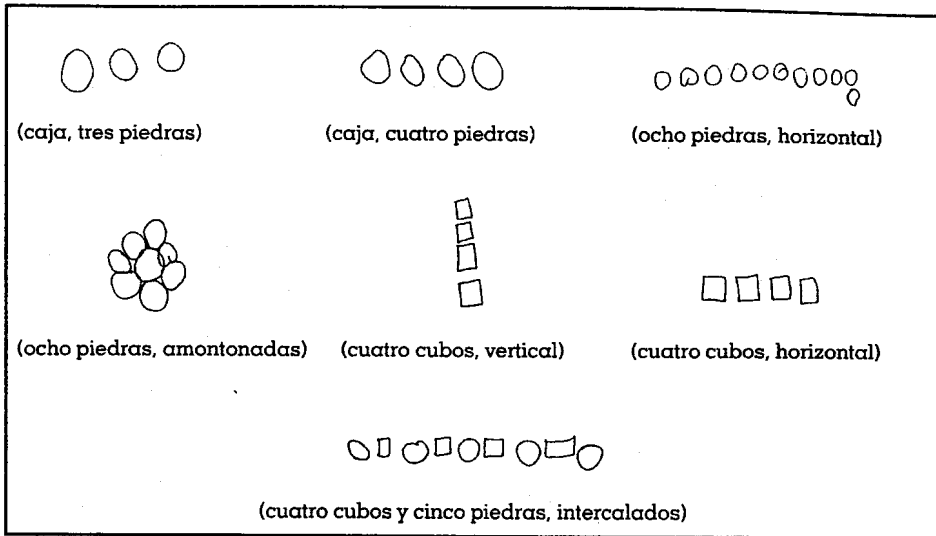 (caja, tres piedras)
(caja, cuatro piedras)
(ocho piedras, horizontal)
(ocho piedras, amontonadas)
(cuatro cubos, vertical)
(cuatro cubos, horizontal)
(cuatro cubos y cinco piedras, intercalados)